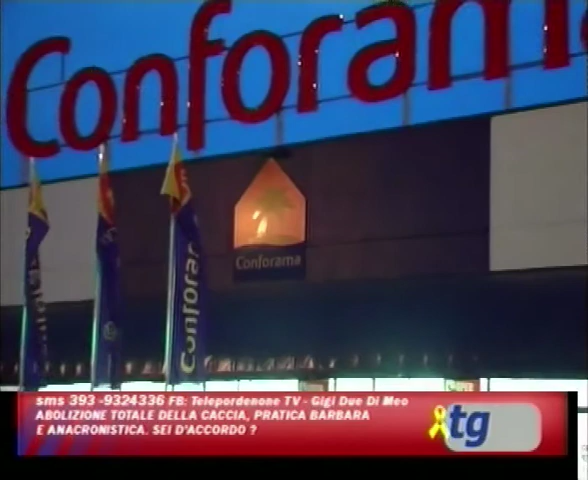 Conforama
Conforama
Conforama
sms 393 -9324336 FB: Telepordenone TV - Gigi Due Di Meo
ABOLIZIONE TOTALE DELLA CACCIA, PRATICA BARBARA
E ANACRONISTICA. SEI D'ACCORDO ?
tg